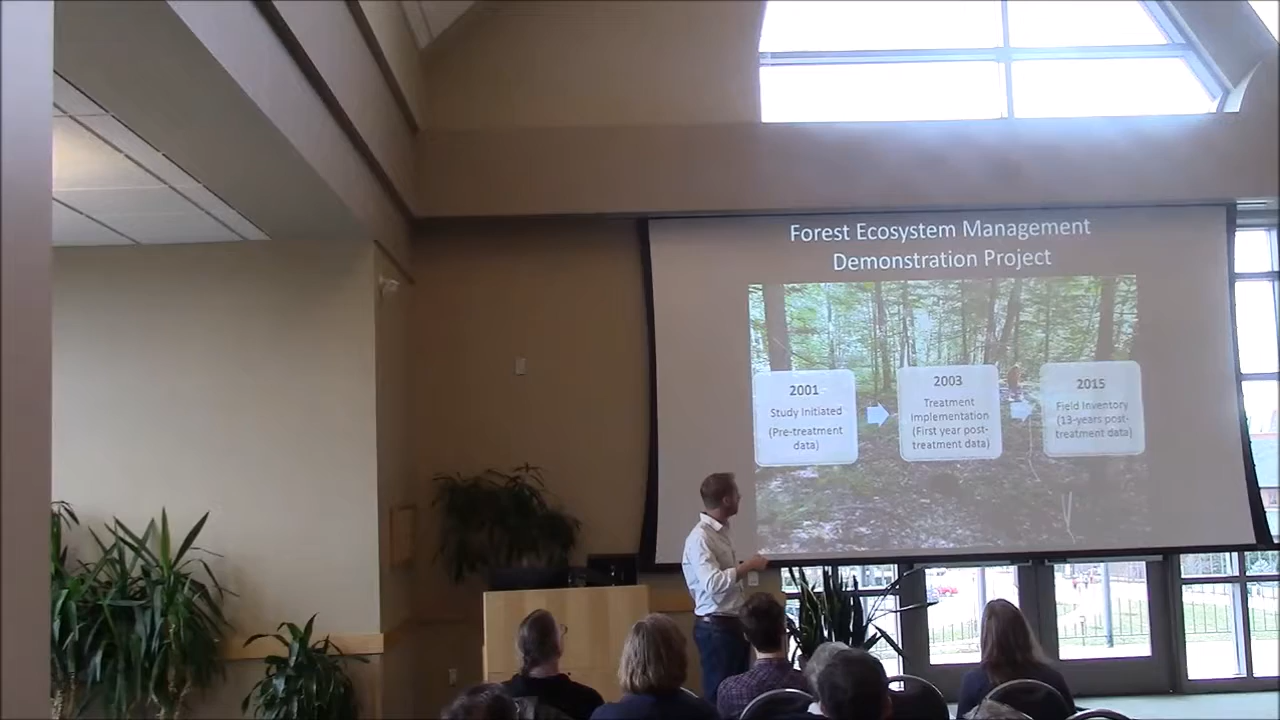 Forest Ecosystem Management
Demonstration Project
2001
Study Initiated
(Pre-treatment
data)
2003
Treatment
Implementation
(First year post-
treatment data)
2015
Field Inventory
(13-years post-
treatment data)